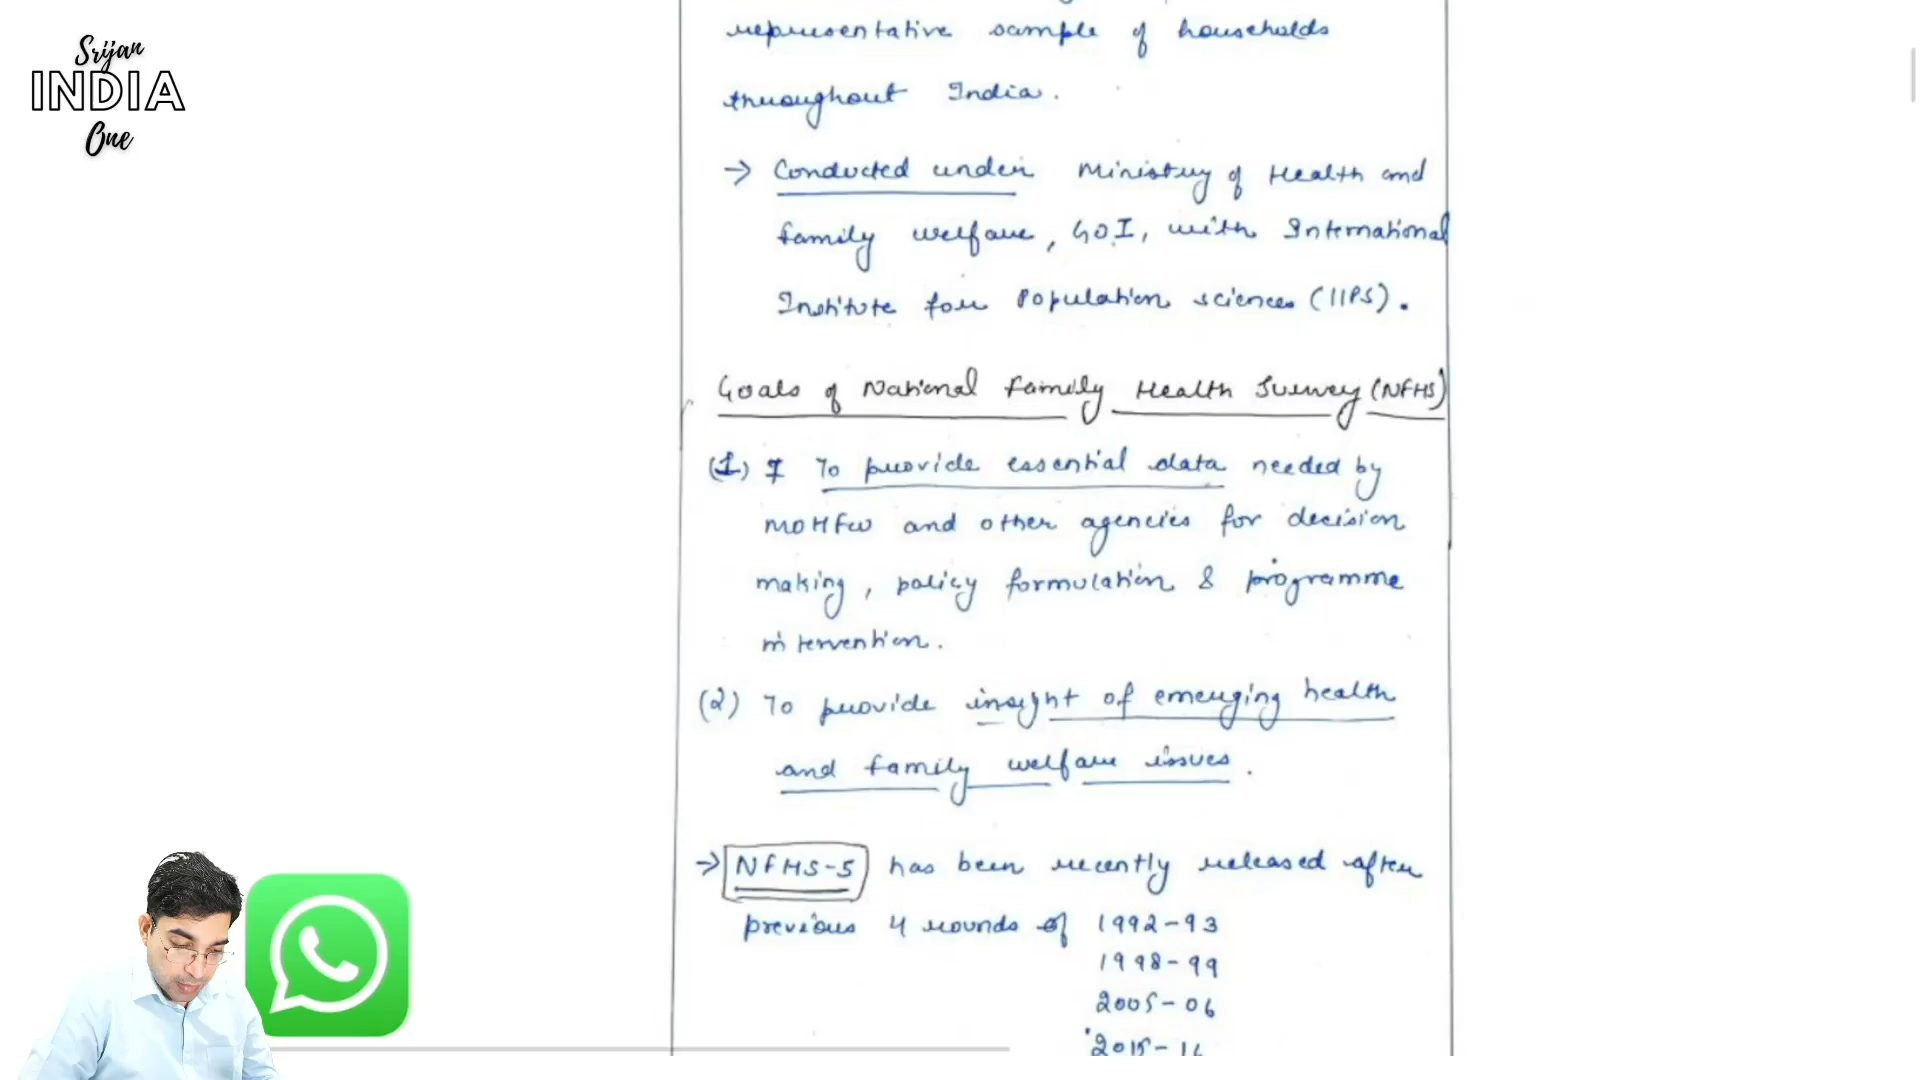 Srijan
INDIA
One
representative sample of households
throughout India.
→ Conducted under Ministry of Health and
family welfare, GOI, with International
Institute for Population sciences (IIPS).
Goals of National Family Health Survey (NFHS)
(1) To provide essential data needed by
MOHFW and other agencies for decision
making, policy formulation & programme
intervention.
(2) To provide insight of emerging health
and family welfare issues.
→ NFHS-5 has been recently released after
previous 4 rounds of 1992-93
1998-99
2005-06
2015-16